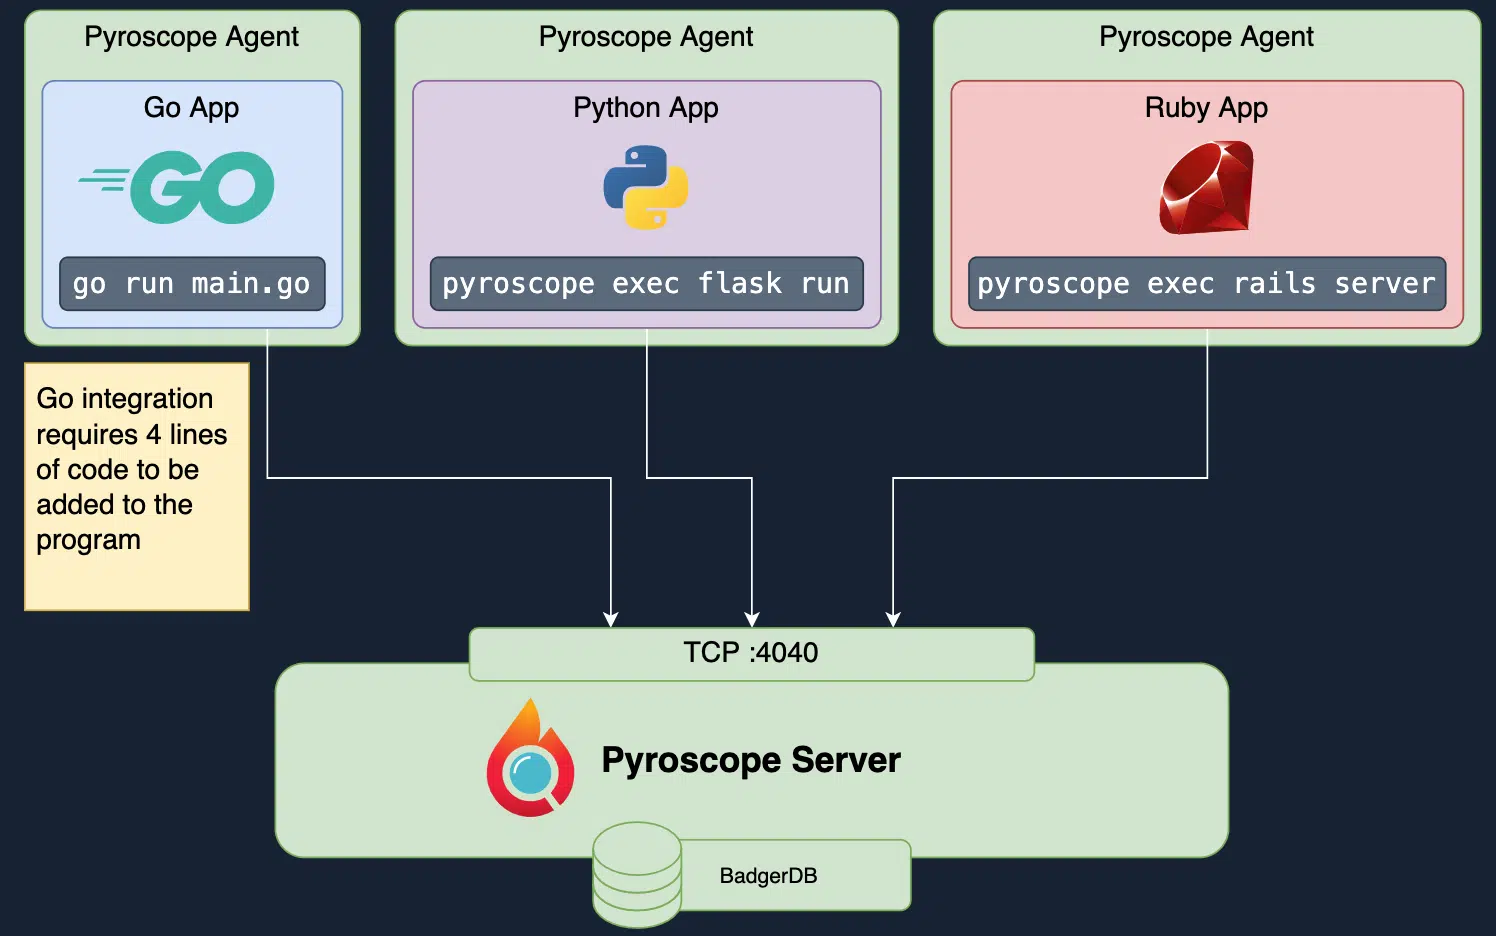 Pyroscope Agent
Go App
GO
go run main.go
Pyroscope Agent
Python App
pyroscope exec flask run
Pyroscope Agent
Ruby App
pyroscope exec rails server
Go integration
requires 4 lines
of code to be
added to the
program
TCP :4040
Pyroscope Server
BadgerDB